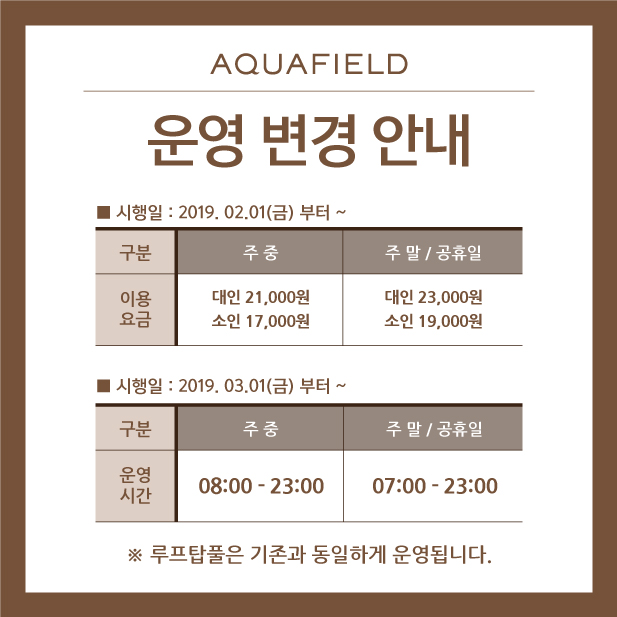 AQUAFIELD
운영 변경 안내
■ 시행일 : 2019. 02.01(금) 부터 ~
구분 주 중 주 말 / 공휴일
이용 요금 대인 21,000원 대인 23,000원
소인 17,000원 소인 19,000원
■ 시행일 : 2019. 03.01(금) 부터 ~
구분 주 중 주 말 / 공휴일
운영 시간 08:00 - 23:00 07:00 - 23:00
※ 루프탑풀은 기존과 동일하게 운영됩니다.